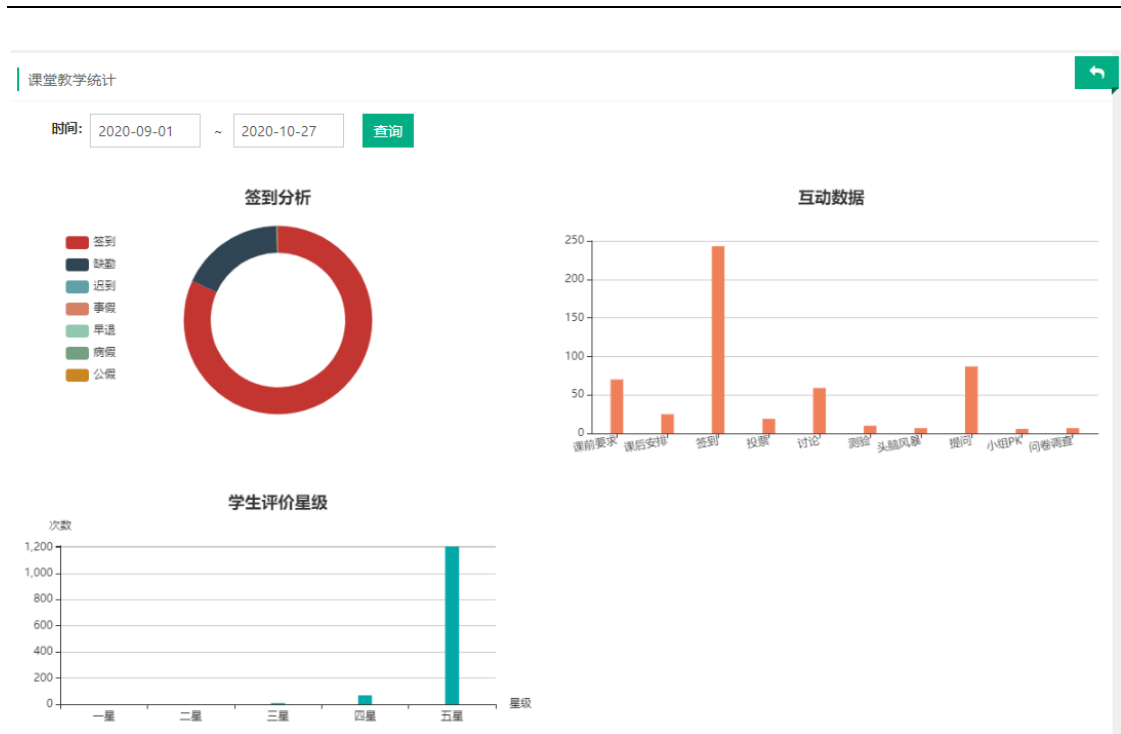 课堂教学统计
时间: 2020-09-01 ~ 2020-10-27 查询
签到分析
签到
缺勤
迟到
事假
早退
病假
公假
互动数据
250
200
150
100
50
0
课前要求 课后安排 签到 投票 讨论 测验 头脑风暴 提问 小组PK 问卷调查
学生评价星级
次数
1,200
1,000
800
600
400
200
0
一星 二星 三星 四星 五星 星级